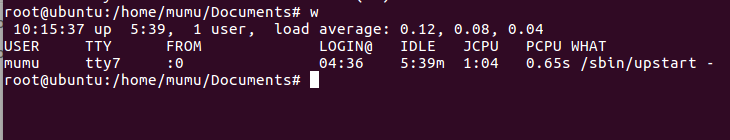 root@ubuntu:/home/mumu/Documents# w
 10:15:37 up  5:39,  1 user,  load average: 0.12, 0.08, 0.04
USER     TTY      FROM             LOGIN@   IDLE   JCPU   PCPU WHAT
mumu     tty7     :0               04:36    5:39m  1:04   0.65s /sbin/upstart -
root@ubuntu:/home/mumu/Documents#